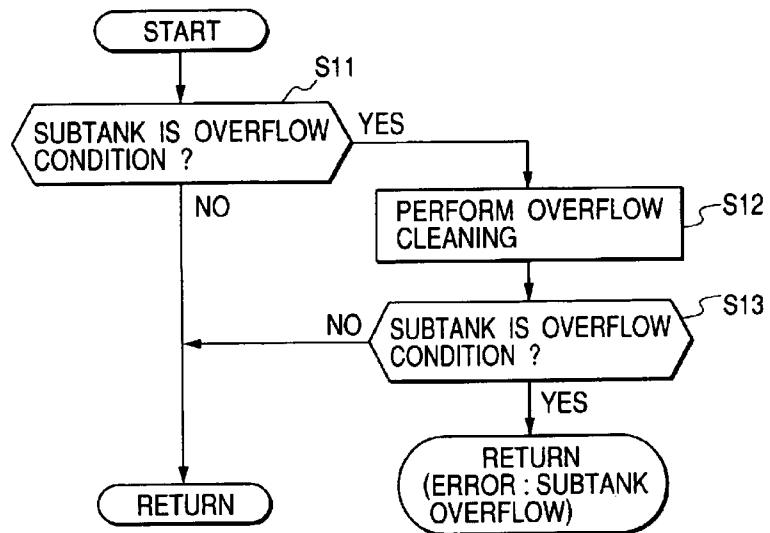 START
S11
SUBTANK IS OVERFLOW
CONDITION ?
YES
NO
PERFORM OVERFLOW
CLEANING
S12
NO
SUBTANK IS OVERFLOW
CONDITION ?
S13
YES
RETURN
(ERROR : SUBTANK
OVERFLOW)
RETURN